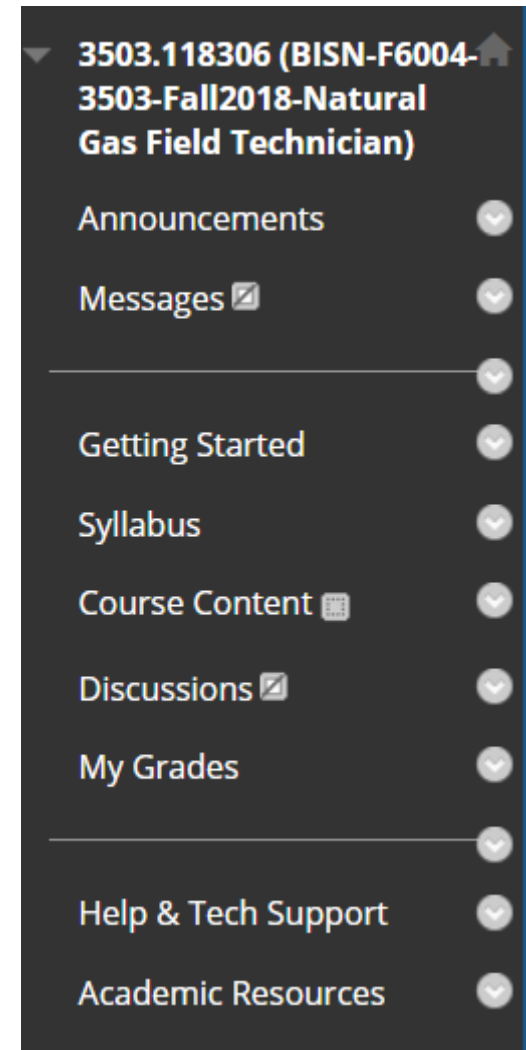 3503.118306 (BISN-F6004-
3503-Fall2018-Natural
Gas Field Technician)
Announcements
Messages
Getting Started
Syllabus
Course Content
Discussions
My Grades
Help & Tech Support
Academic Resources